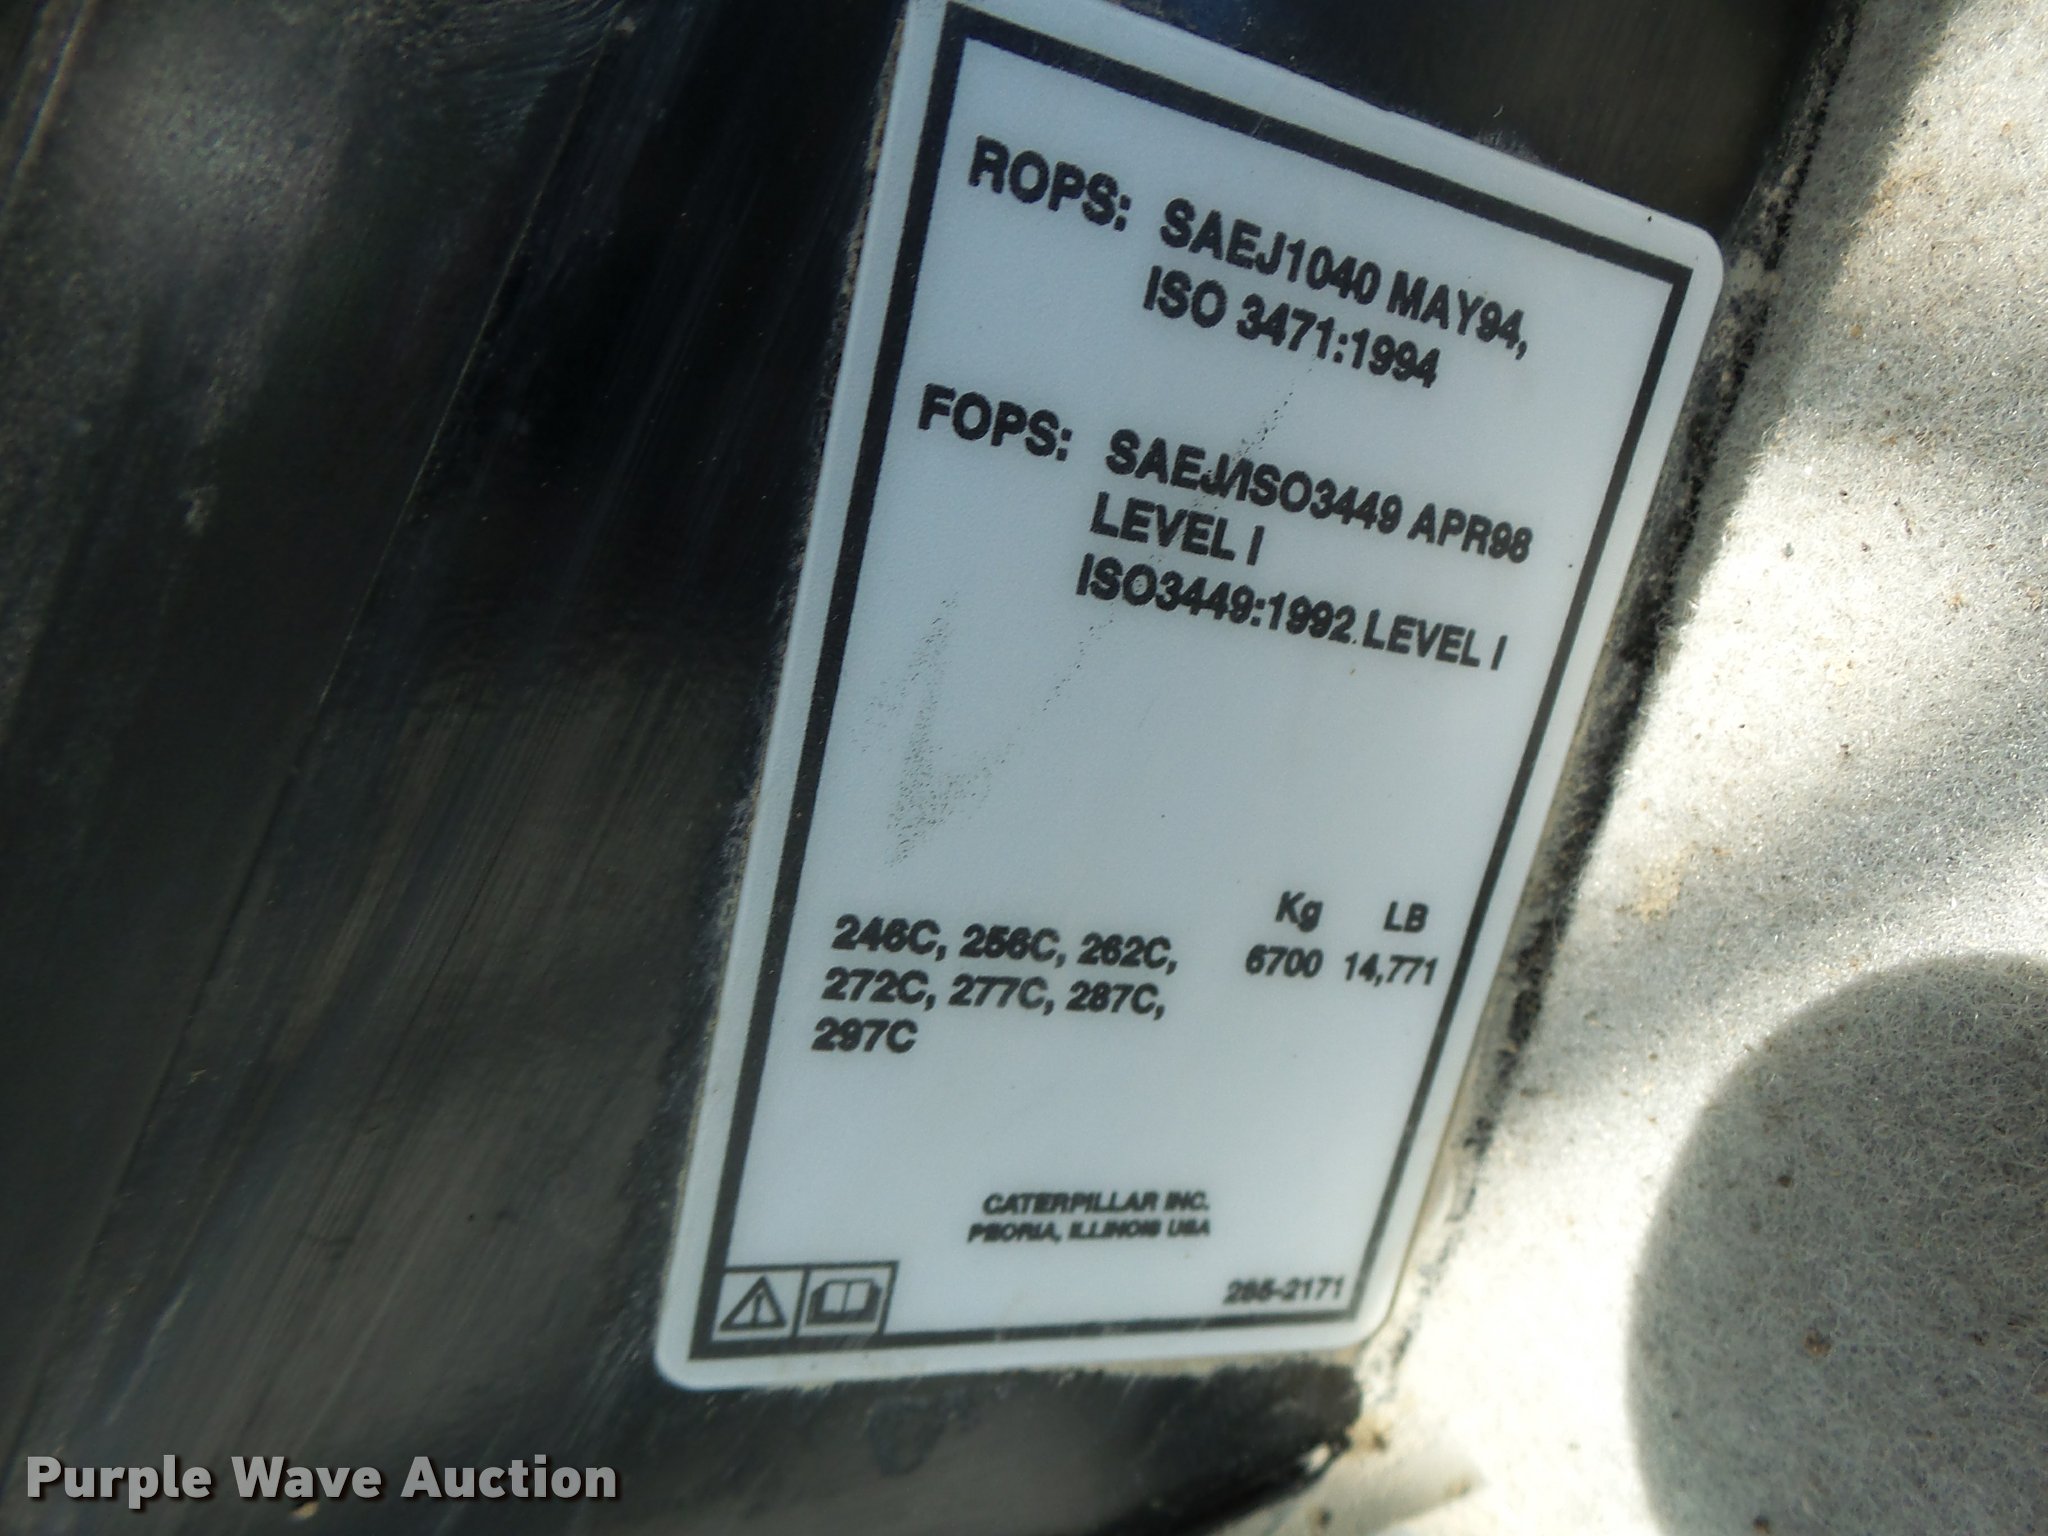 ROPS: SAEJ1040 MAY94,
ISO 3471:1994
FOPS: SAEJ/ISO3449 APR98
LEVEL I
ISO3449:1992 LEVEL I
Kg LB
246C, 256C, 262C, 6700 14,771
272C, 277C, 287C,
297C
CATERPILLAR INC.
PEORIA, ILLINOIS USA
285-2171
Purple Wave Auction